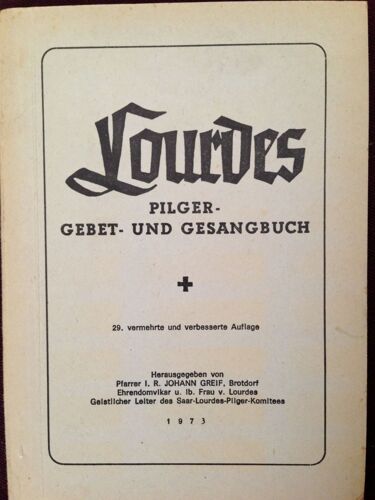 Lourdes
PILGER-
GEBET- UND GESANGBUCH
29. vermehrte und verbesserte Auflage
Herausgegeben von
Pfarrer I. R. JOHANN GREIF, Brotdorf
Ehrendomvikar u. lb. Frau v. Lourdes
Geistlicher Leiter des Saar-Lourdes-Pilger-Komitees
1973